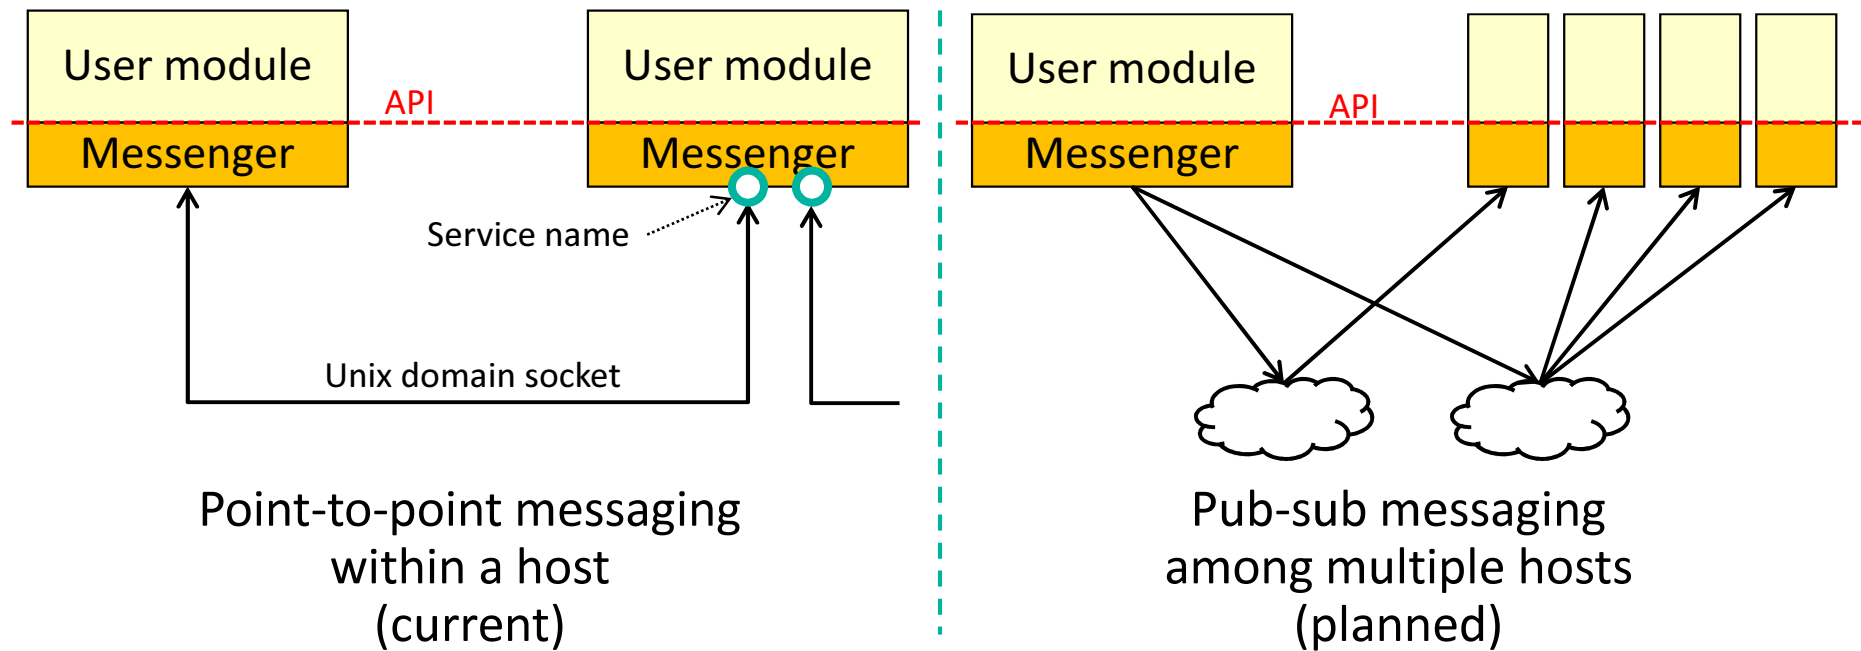 User module
API
User module
Messenger
Messenger
Service name
Unix domain socket
Point-to-point messaging
within a host
(current)
User module
API
Messenger
Pub-sub messaging
among multiple hosts
(planned)